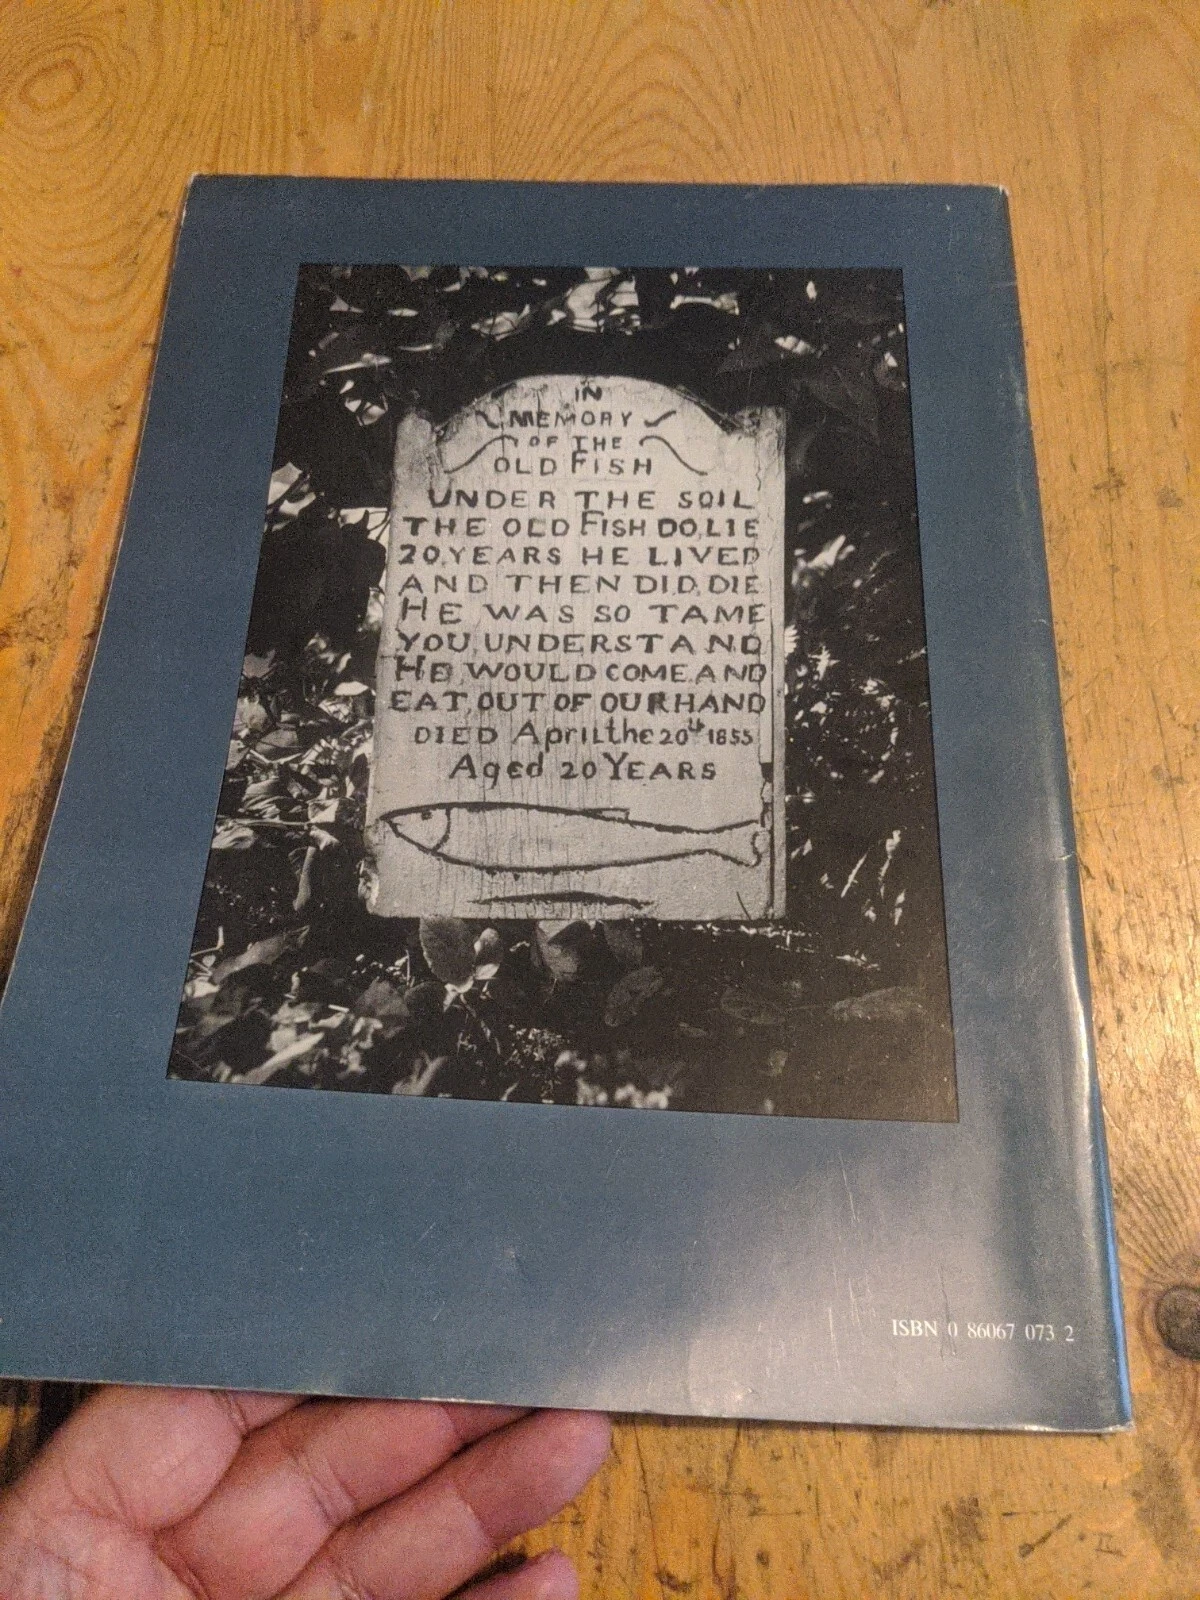 IN
MEMORY
OF THE
OLD FISH
UNDER THE SOIL
THE OLD FISH DO, LIE
20, YEARS HE LIVED
AND THEN DID, DIE
HE WAS SO TAME
YOU, UNDERSTAND
HE, WOULD COME, AND
EAT, OUT OF OUR HAND
DIED April the 20th 1855
Aged 20 YEARS
ISBN 0 86067 073 2